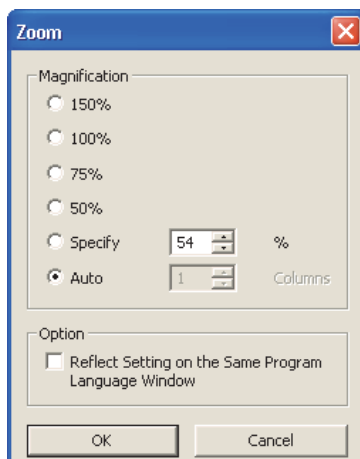 Zoom
Magnification
150%
100%
75%
50%
Specify 54 %
Auto 1 Columns
Option
Reflect Setting on the Same Program
Language Window
OK Cancel